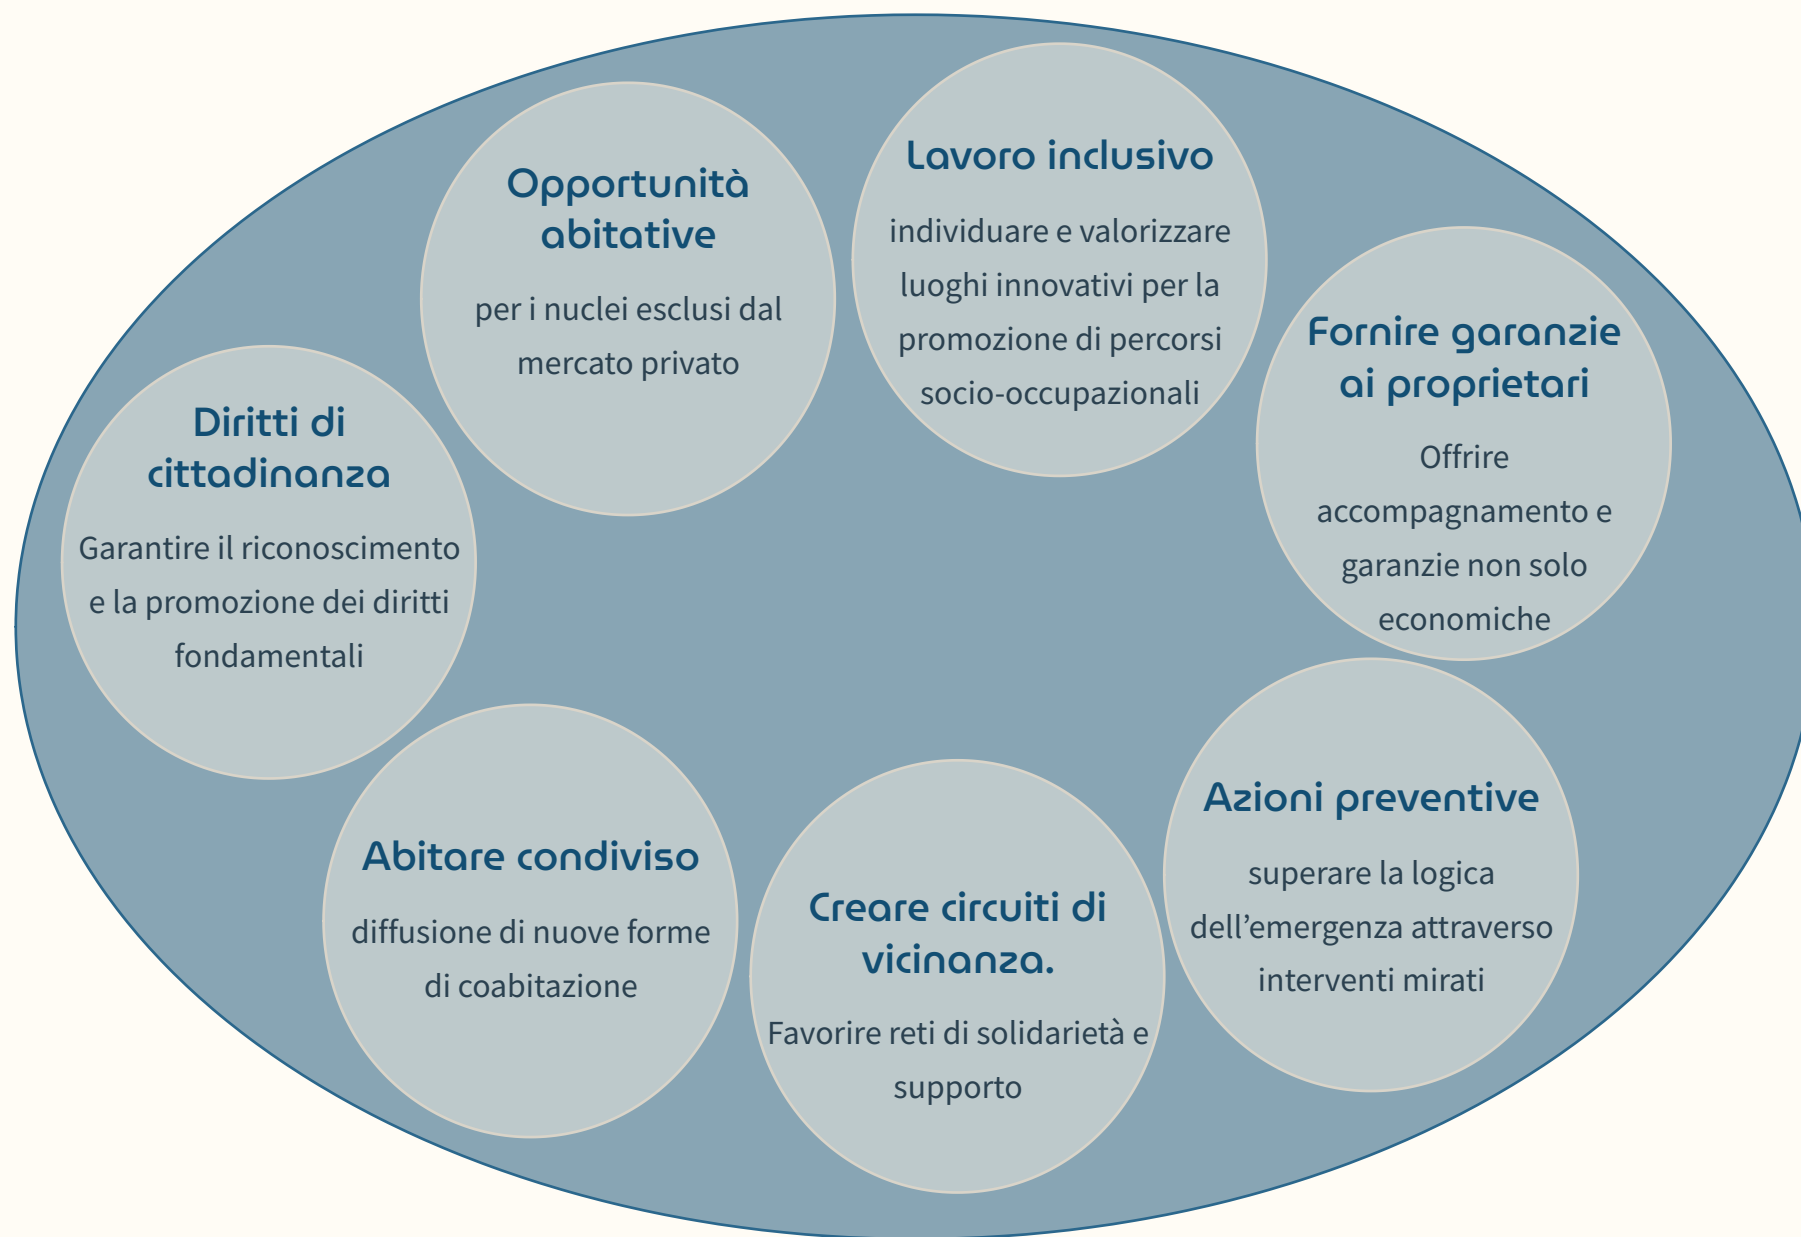 Opportunità
abitative
per i nuclei esclusi dal
mercato privato
Lavoro inclusivo
individuare e valorizzare
luoghi innovativi per la
promozione di percorsi
socio-occupazionali
Fornire garanzie
ai proprietari
Offrire
accompagnamento e
garanzie non solo
economiche
Diritti di
cittadinanza
Garantire il riconoscimento
e la promozione dei diritti
fondamentali
Abitare condiviso
diffusione di nuove forme
di coabitazione
Creare circuiti di
vicinanza.
Favorire reti di solidarietà e
supporto
Azioni preventive
superare la logica
dell’emergenza attraverso
interventi mirati